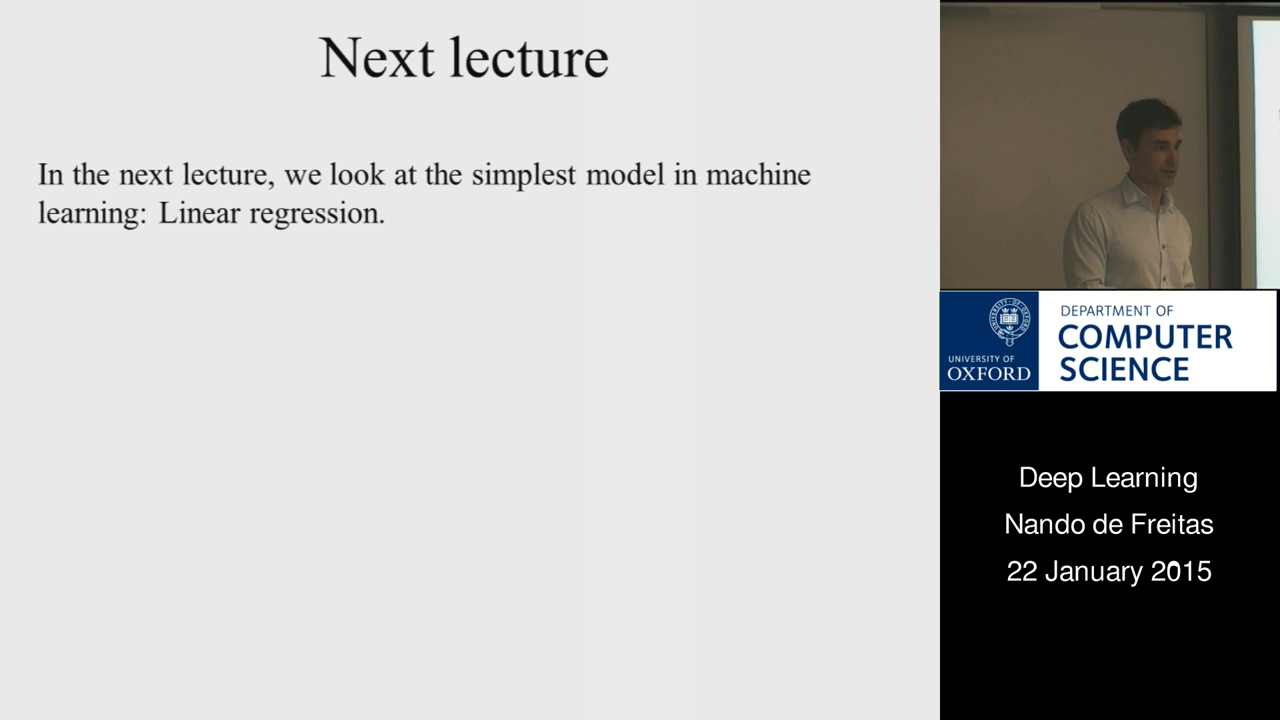 Next lecture
In the next lecture, we look at the simplest model in machine
learning: Linear regression.
UNIVERSITY OF
OXFORD
DEPARTMENT OF
COMPUTER
SCIENCE
Deep Learning
Nando de Freitas
22 January 2015